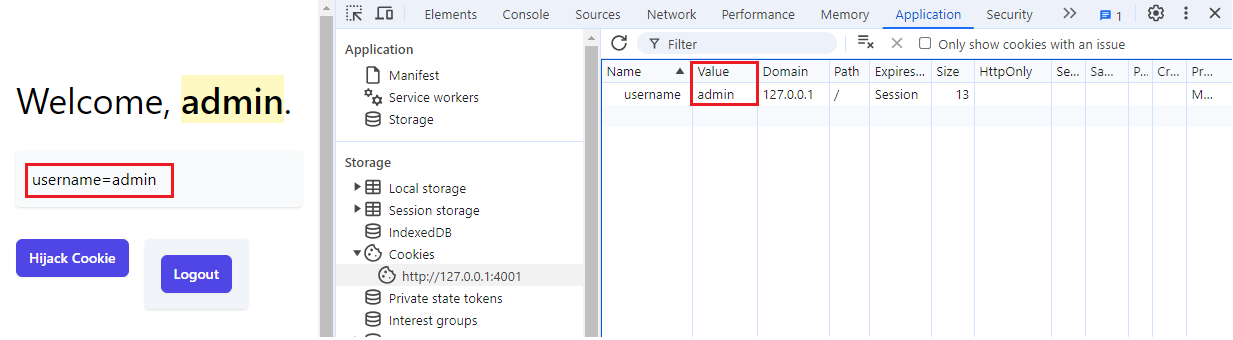 Welcome, admin.
username=admin
Hijack Cookie
Logout
Elements Console Sources Network Performance Memory Application Security 1
Application
Manifest
Service workers
Storage
Storage
Local storage
Session storage
IndexedDB
Cookies
http://127.0.0.1:4001
Private state tokens
Interest groups
Filter Only show cookies with an issue
Name Value Domain Path Expires... Size HttpOnly Se... Sa... P... Cr... Pr...
username admin 127.0.0.1 / Session 13 M...